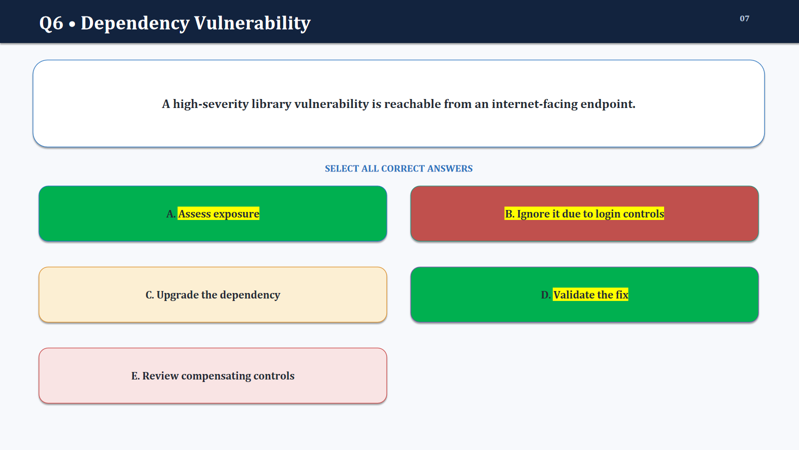 Q6 • Dependency Vulnerability
07
A high-severity library vulnerability is reachable from an internet-facing endpoint.
SELECT ALL CORRECT ANSWERS
A. Assess exposure
B. Ignore it due to login controls
C. Upgrade the dependency
D. Validate the fix
E. Review compensating controls